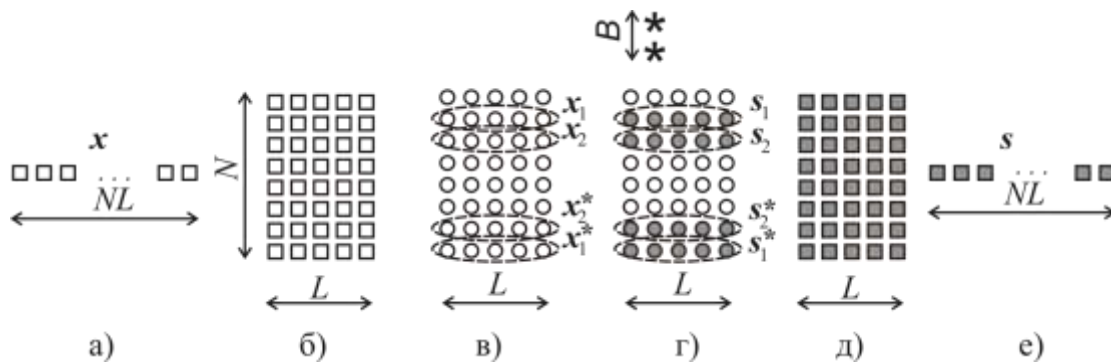 B
* *
x
... NL
а)
N
L
б)
x₁
x₂
x₂*
x₁*
L
в)
s₁
s₂
s₂*
s₁*
L
г)
L
д)
s
... NL
е)